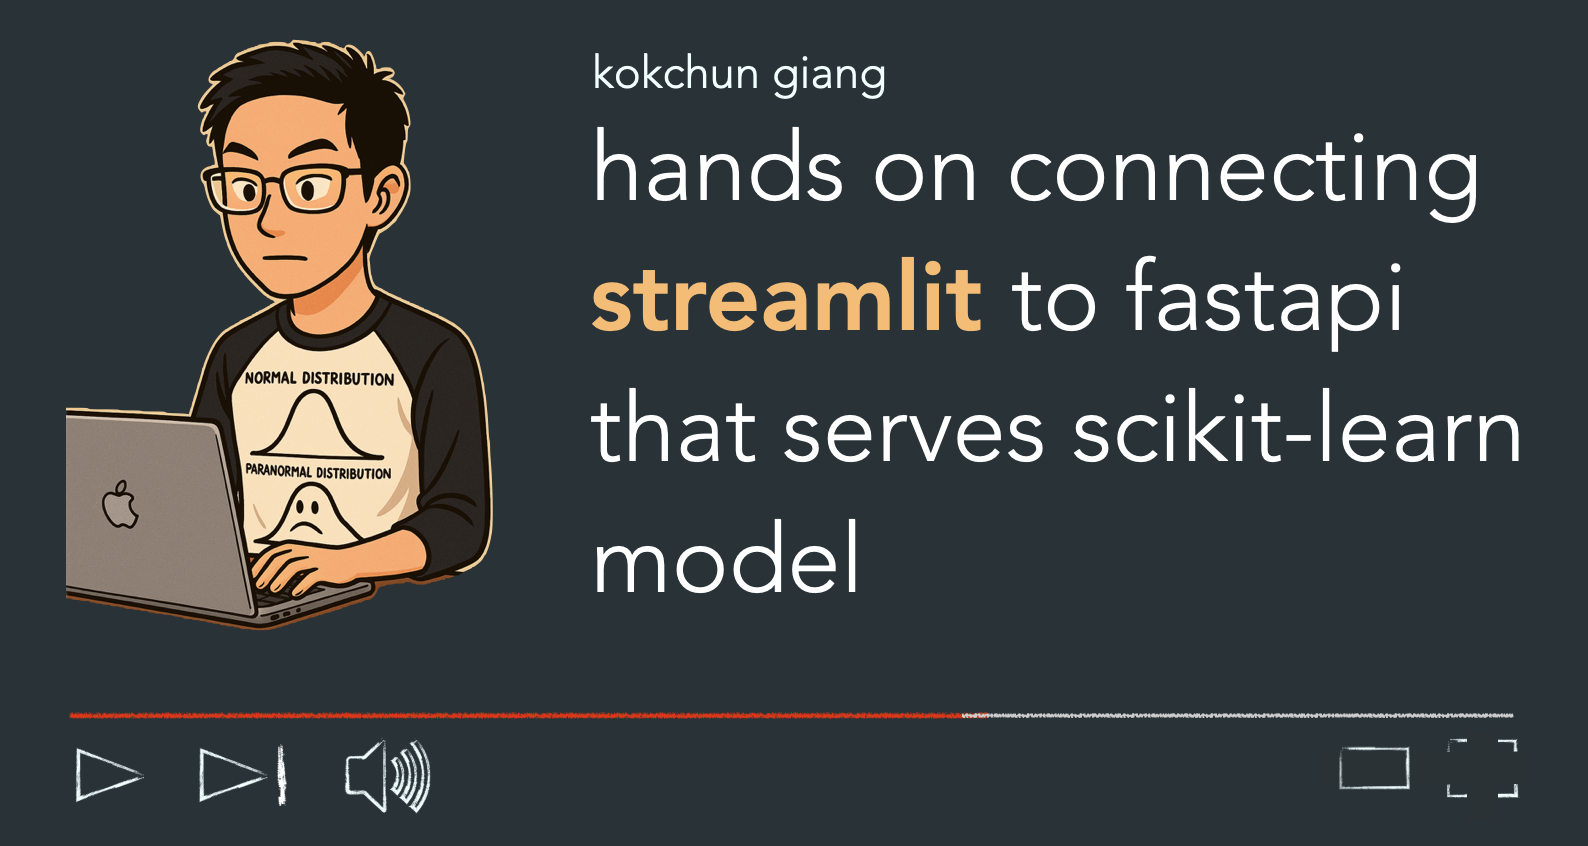 kokchun giang
hands on connecting
streamlit to fastapi
that serves scikit-learn
model
NORMAL DISTRIBUTION
PARANORMAL DISTRIBUTION